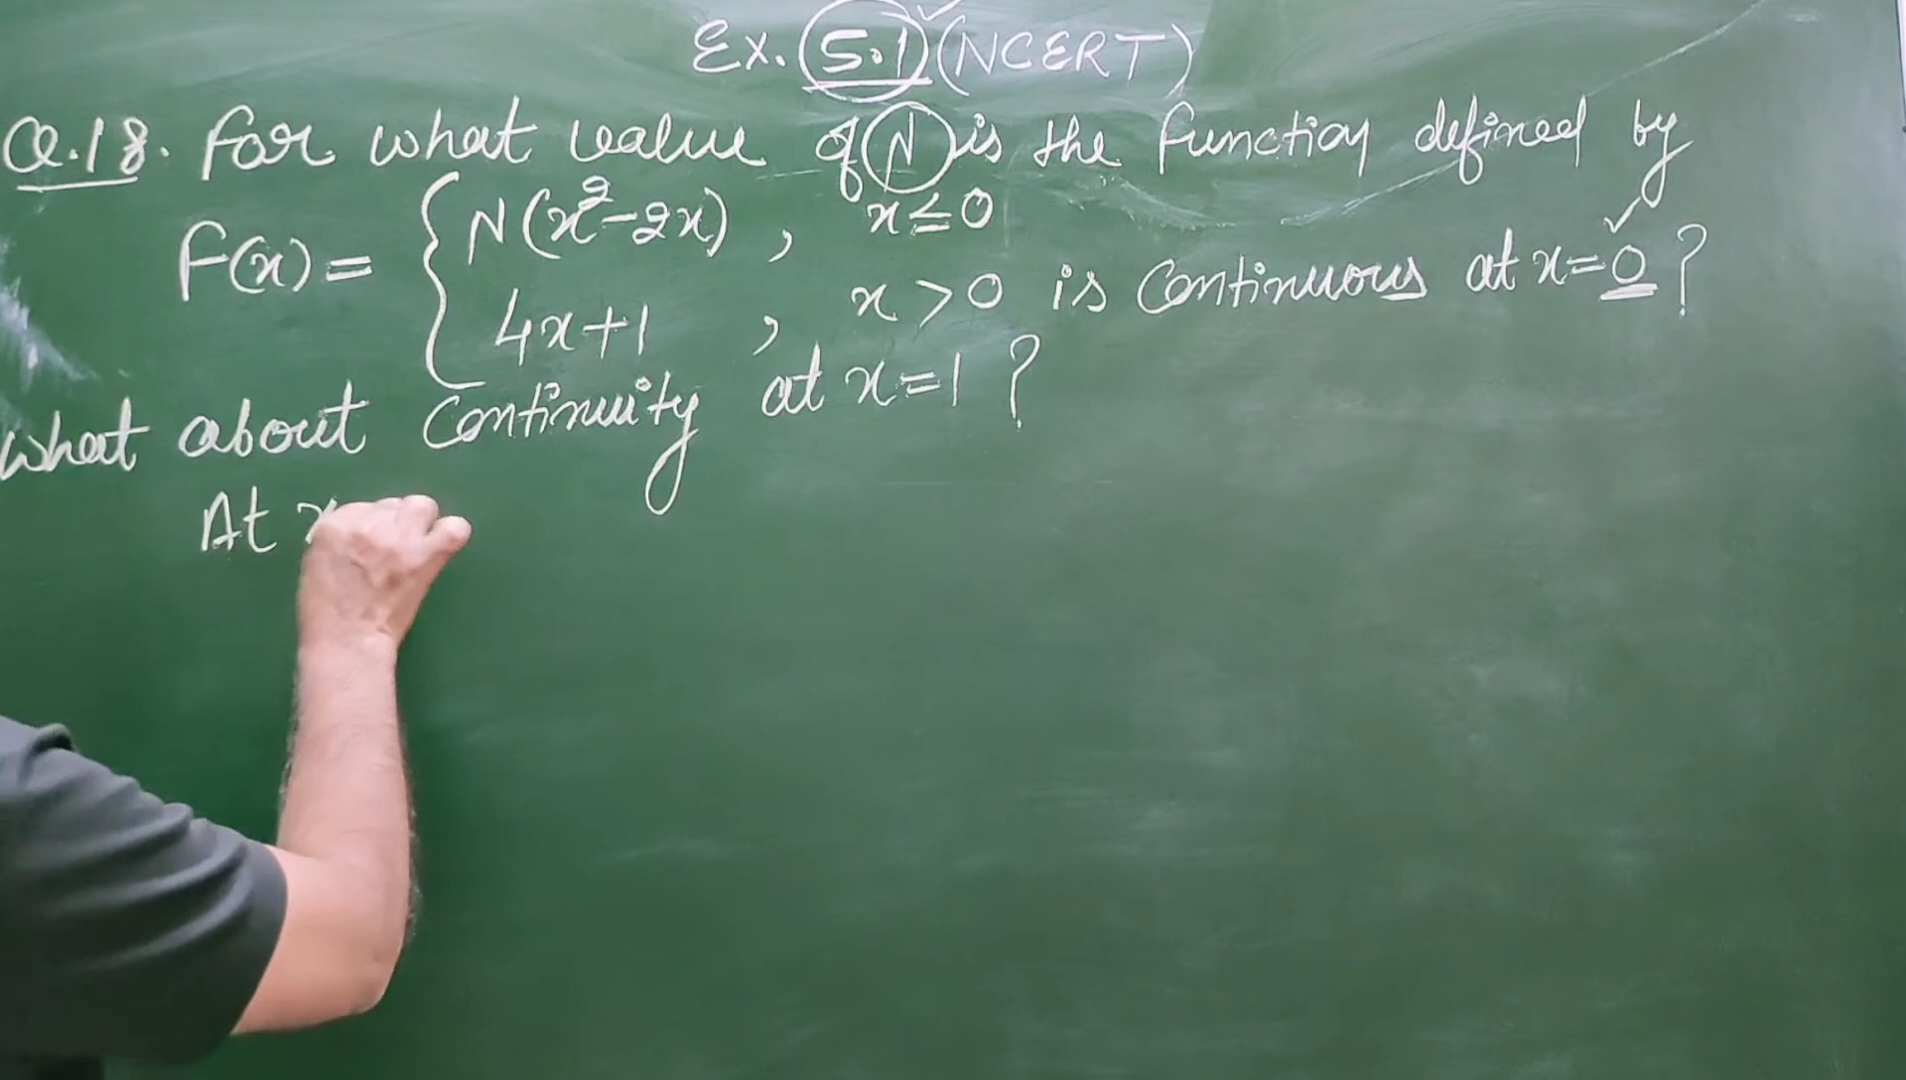 Ex. 5.1 (NCERT)
Q.18. For what value of N is the function defined by
F(x) = { N(x²-2x) , x≤0
4x+1 , x>0 is continuous at x=0 ?
What about continuity at x=1 ?
At x